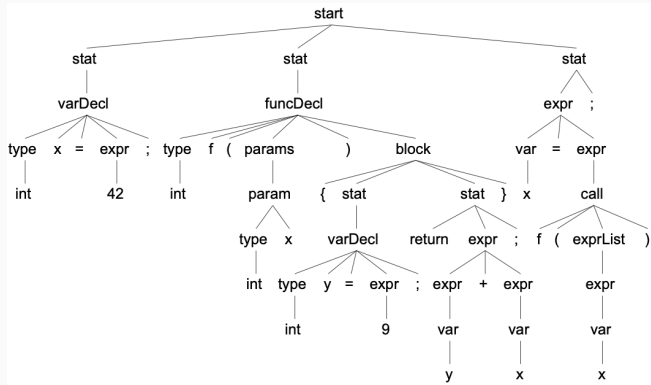 start
stat stat stat
varDecl funcDecl expr ;
type x = expr ; type f ( params ) block var = expr
int 42 int param { stat stat } x call
type x varDecl return expr ; f ( exprList )
int type y = expr ; expr + expr expr
int 9 var var var
y x x